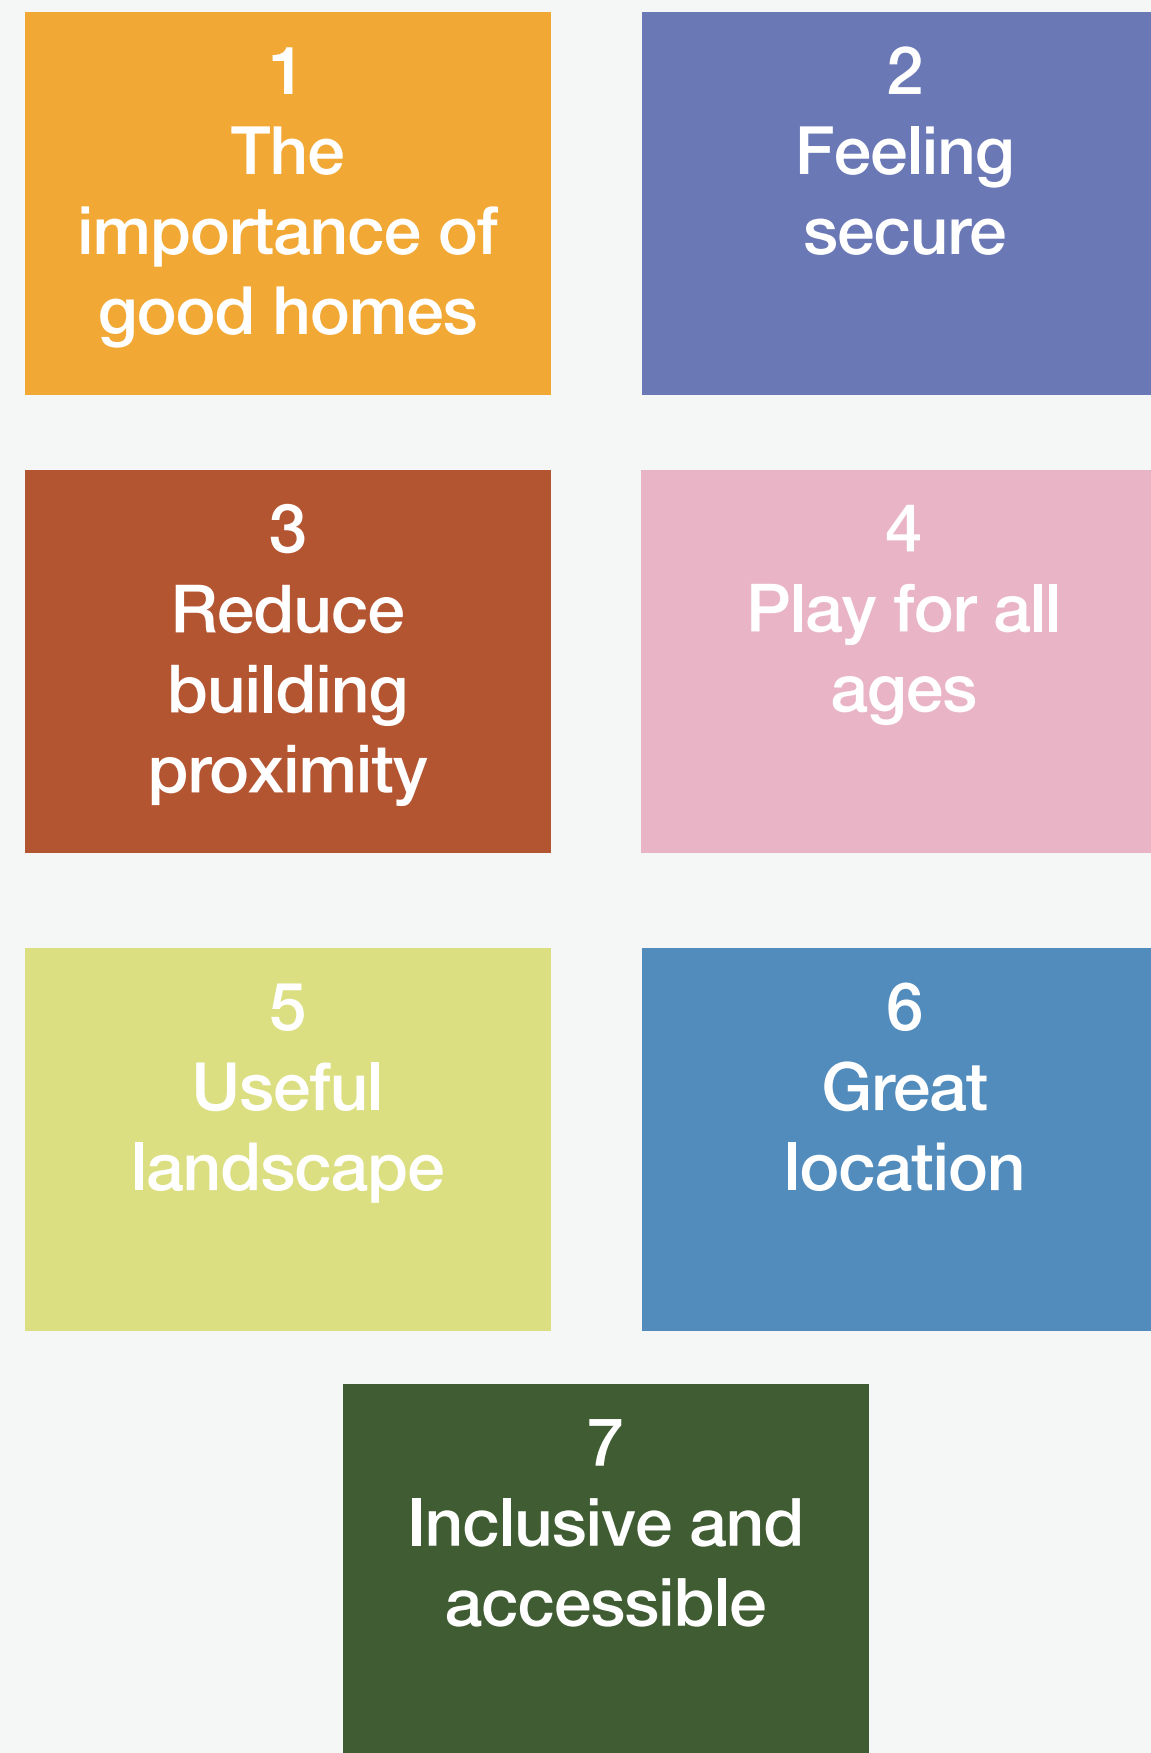 1
The
importance of
good homes
2
Feeling
secure
3
Reduce
building
proximity
4
Play for all
ages
5
Useful
landscape
6
Great
location
7
Inclusive and
accessible